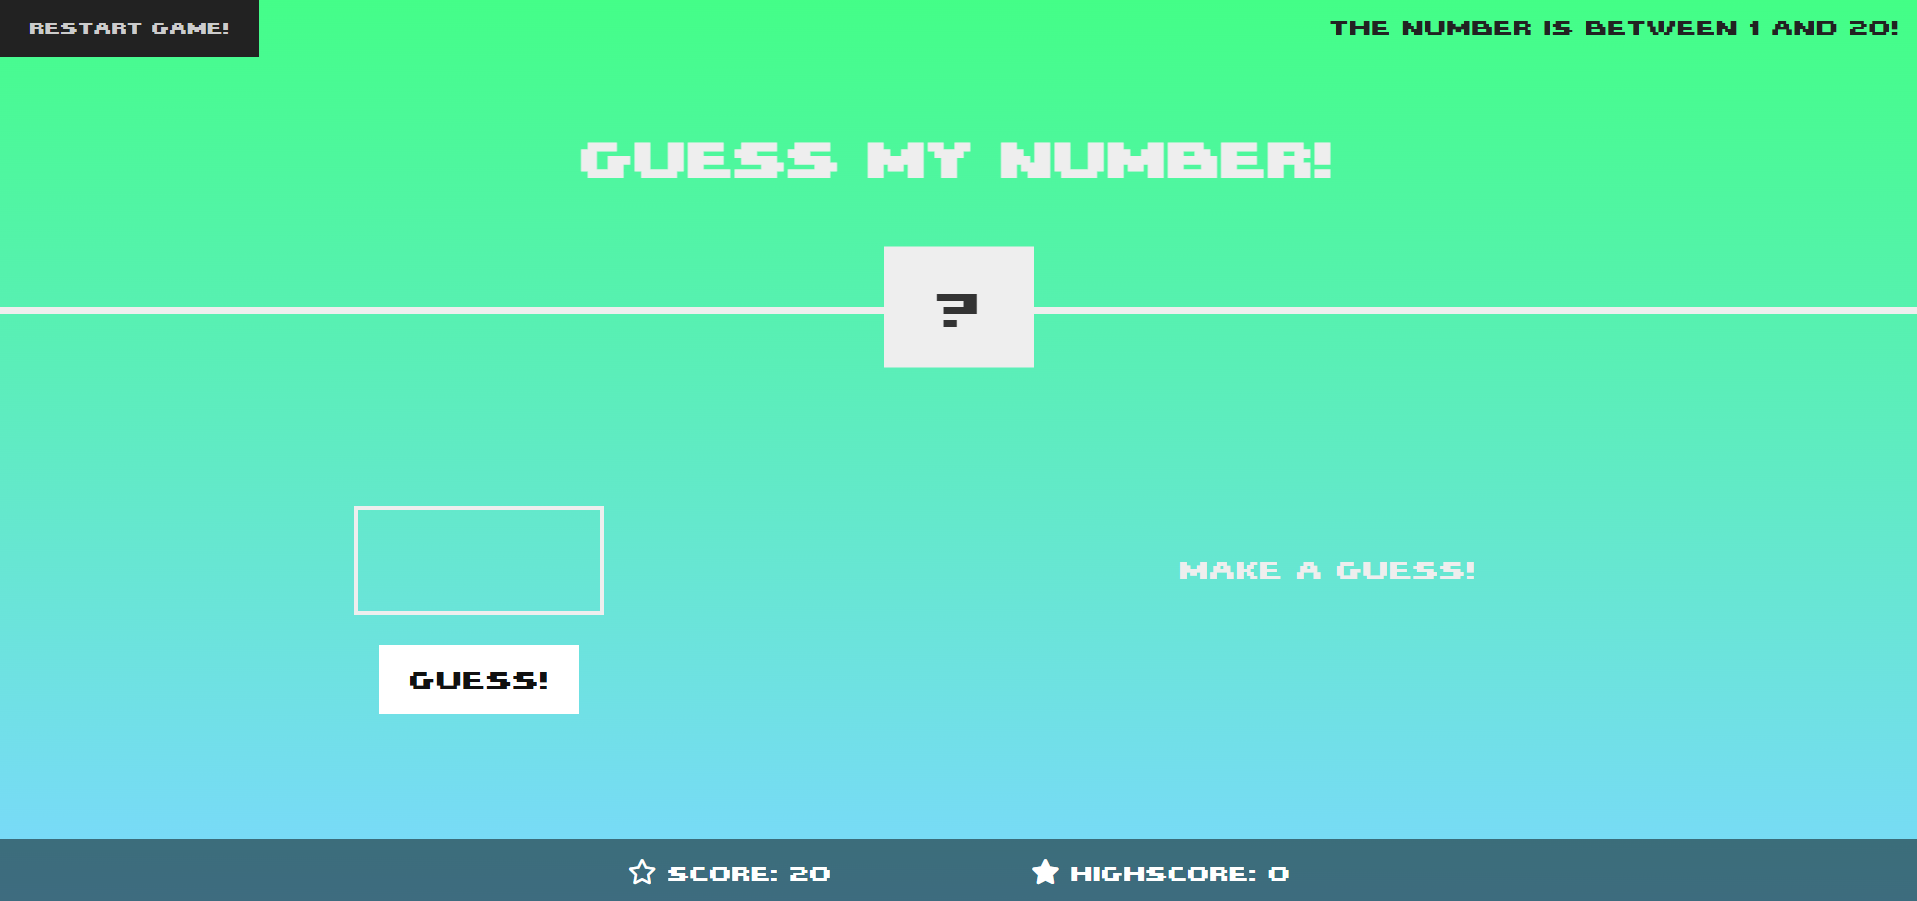 RESTART GAME!
THE NUMBER IS BETWEEN 1 AND 20!
GUESS MY NUMBER!
?
MAKE A GUESS!
GUESS!
SCORE: 20
HIGHSCORE: 0